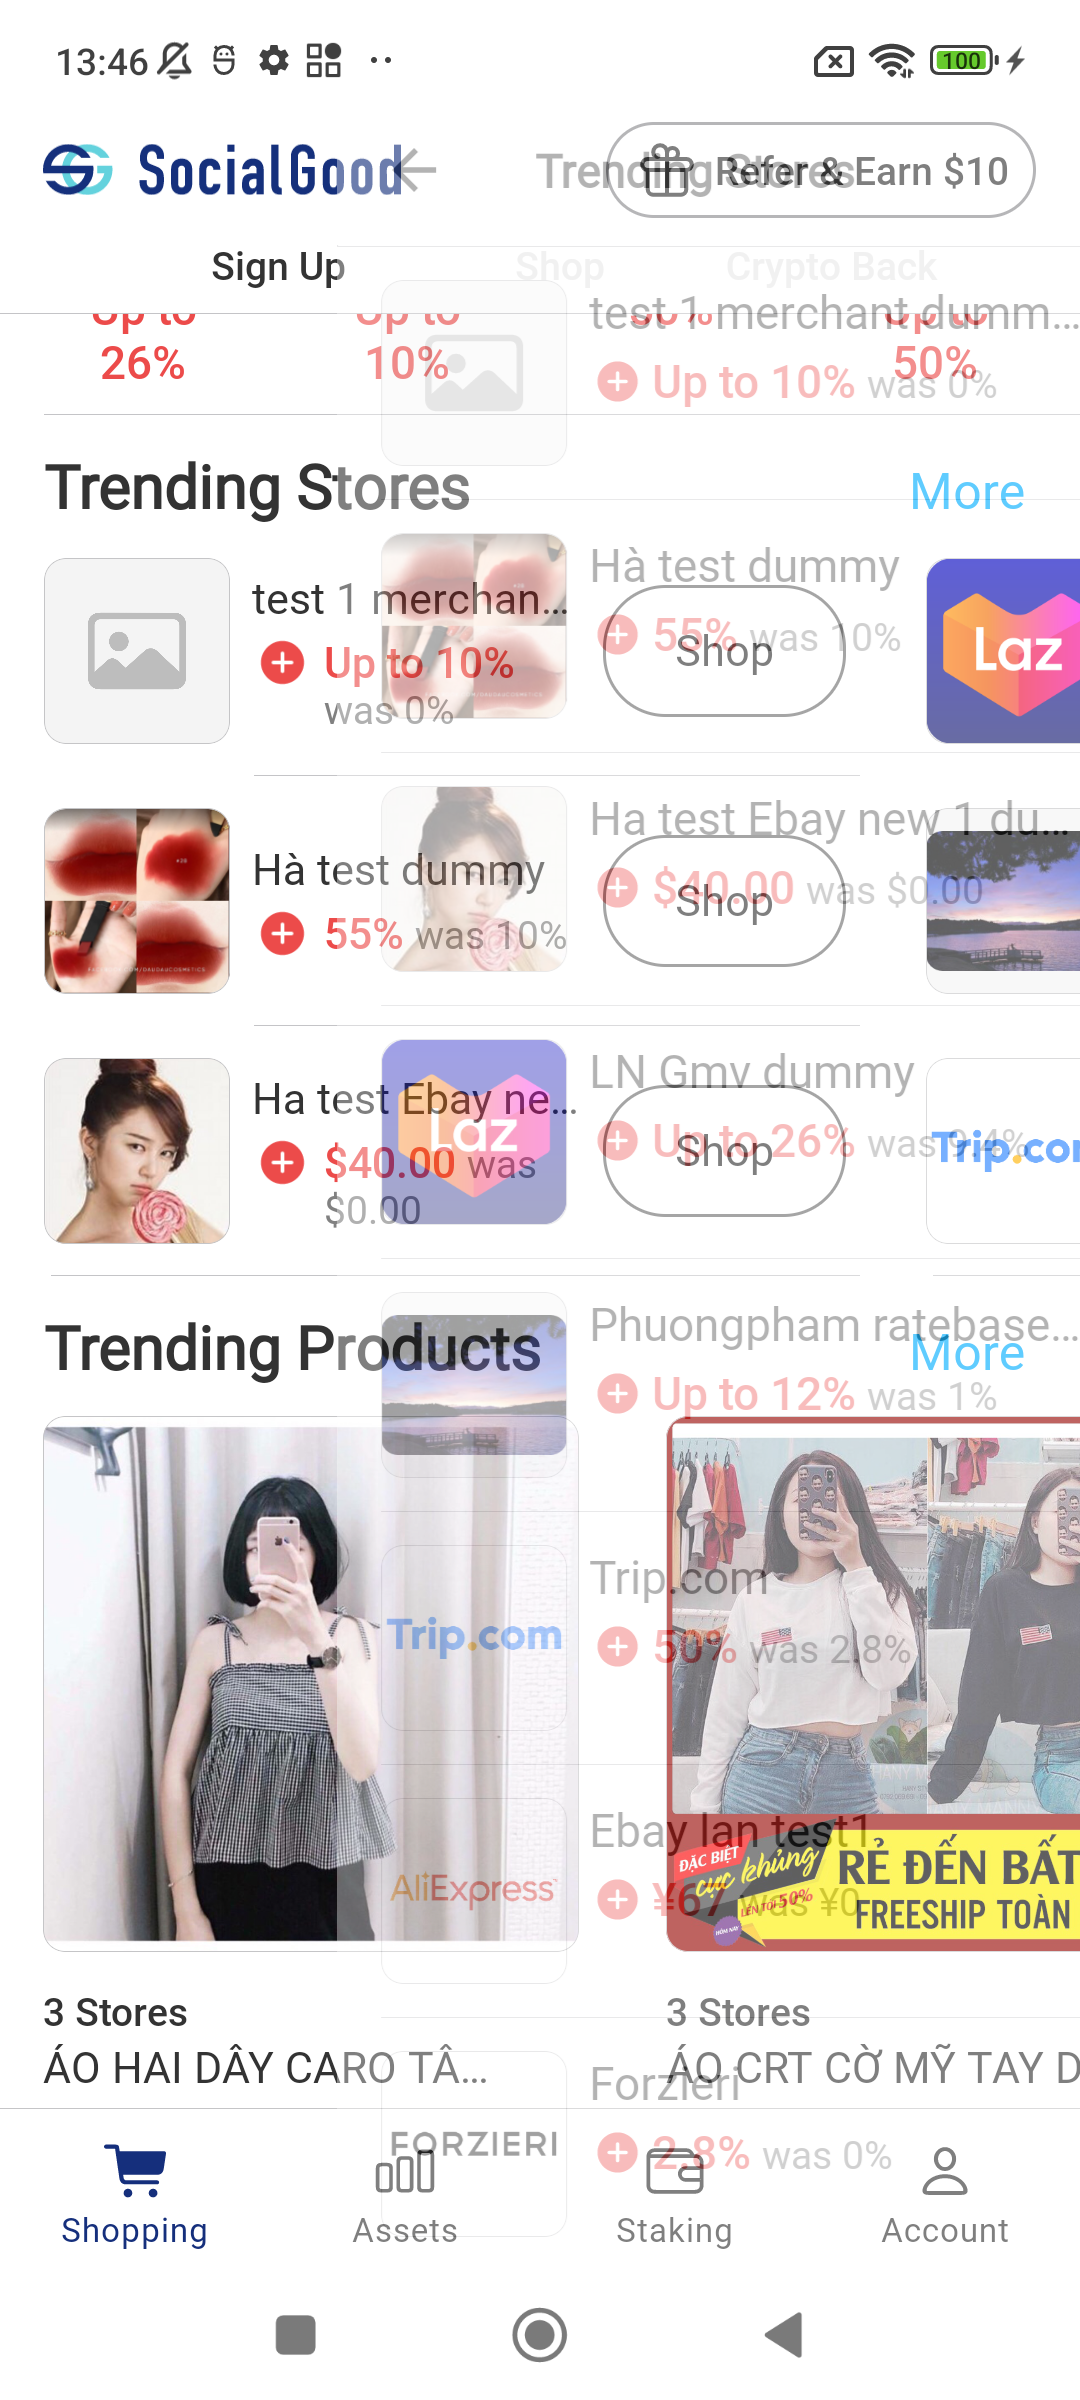 13:46
100
SocialGood
Trending Stores
Refer & Earn $10
Sign Up
Shop
Crypto Back
test 1 merchant dumm...
Up to
26%
Up to
10%
Up to
50%
Up to 10% was 0%
Trending Stores
More
test 1 merchan...
Up to 10%
was 0%
Shop
Laz
Hà test dummy
55% was 10%
Hà test dummy
55% was 10%
Shop
Ha test Ebay new 1 du...
$40.00 was $0.00
Ha test Ebay ne...
$40.00 was
$0.00
Shop
Trip.com
Laz
LN Gmv dummy
Up to 26% was 9.4%
Trending Products
More
Phuongpham ratebase...
Up to 12% was 1%
Trip.com
Trip.com
50% was 2.8%
AliExpress
Ebay lan test1
¥67 was ¥0
ĐẶC BIỆT
cực khủng
LÊN TỚI 50%
RẺ ĐẾN BẤT
FREESHIP TOÀN
3 Stores
ÁO HAI DÂY CARO TÂ...
3 Stores
ÁO CRT CỜ MỸ TAY D
FORZIERI
Forzieri
2.8% was 0%
Shopping
Assets
Staking
Account